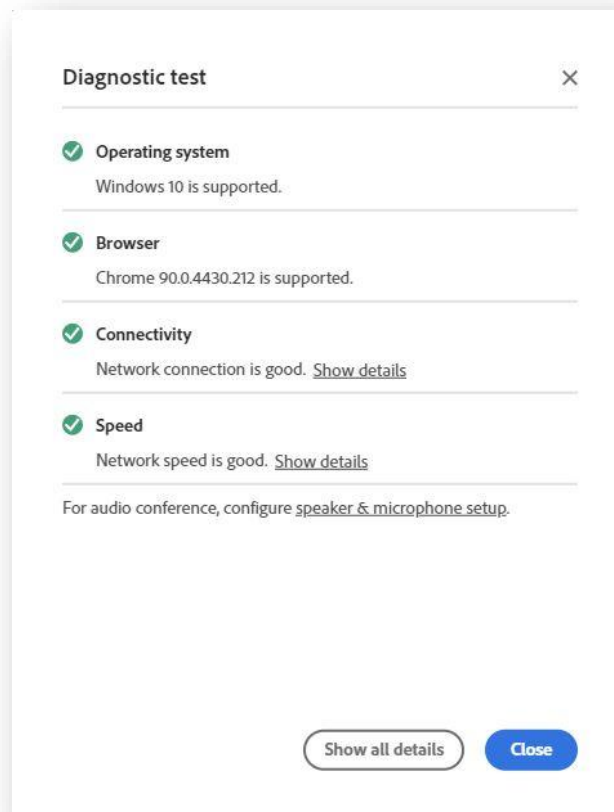 Diagnostic test
Operating system
Windows 10 is supported.
Browser
Chrome 90.0.4430.212 is supported.
Connectivity
Network connection is good. Show details
Speed
Network speed is good. Show details
For audio conference, configure speaker & microphone setup.
Show all details Close